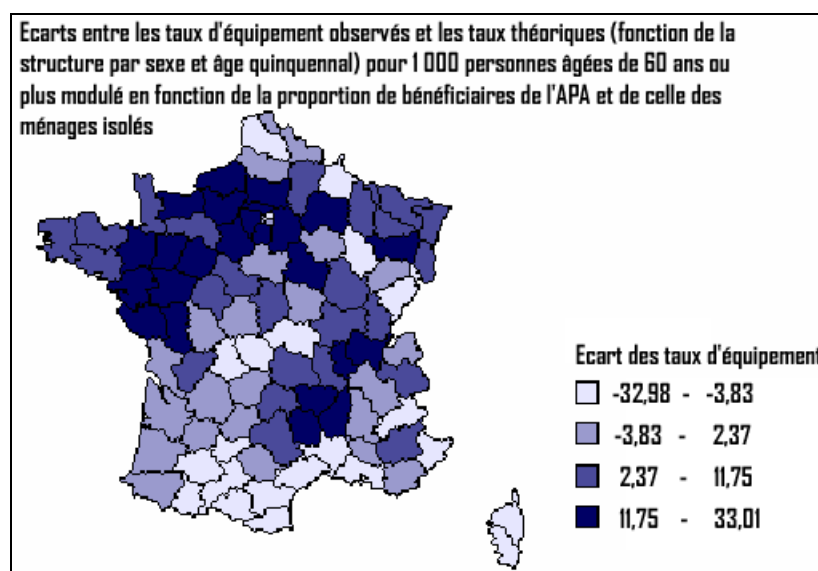 Ecarts entre les taux d'équipement observés et les taux théoriques (fonction de la
structure par sexe et âge quinquennal) pour 1 000 personnes âgées de 60 ans ou
plus modulé en fonction de la proportion de bénéficiaires de l'APA et de celle des
ménages isolés
Ecart des taux d'équipement
-32,98 - -3,83
-3,83 - 2,37
2,37 - 11,75
11,75 - 33,01